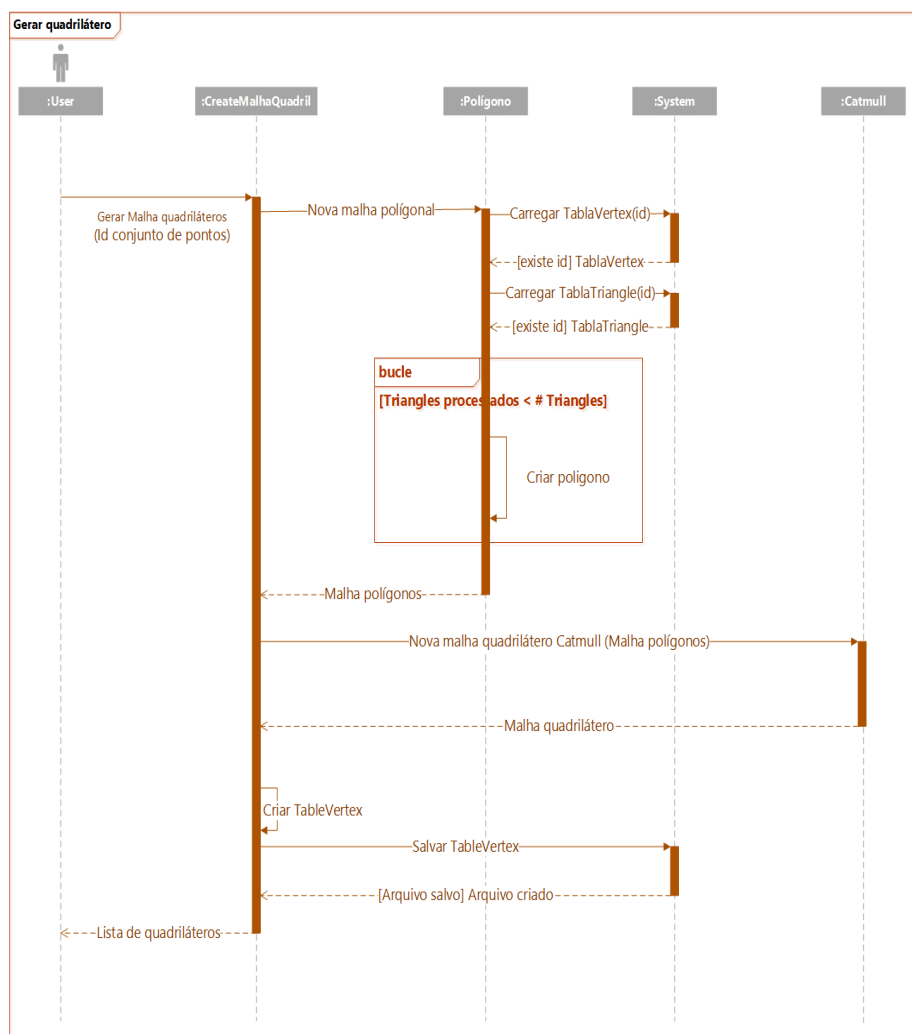 Gerar quadrilátero
:User
:CreateMalhaQuadril
:Polígono
:System
:Catmull
Gerar Malha quadriláteros
(Id conjunto de pontos)
Nova malha polígonal
Carregar TablaVertex(id)
[existe id] TablaVertex
Carregar TablaTriangle(id)
[existe id] TablaTriangle
bucle
[Triangles procesados < # Triangles]
Criar poligono
Malha polígonos
Nova malha quadrilátero Catmull (Malha polígonos)
Malha quadrilátero
Criar TableVertex
Salvar TableVertex
[Arquivo salvo] Arquivo criado
Lista de quadriláteros